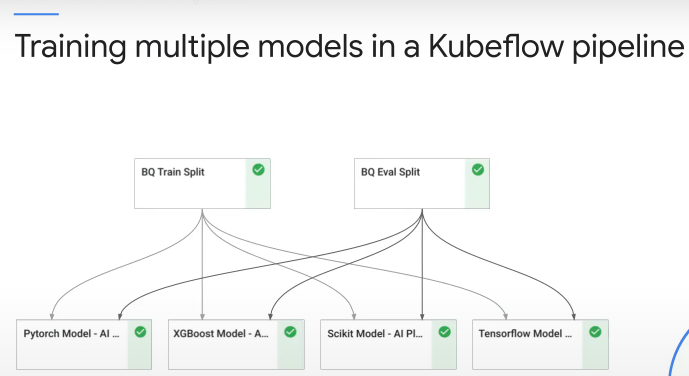 Training multiple models in a Kubeflow pipeline
BQ Train Split
BQ Eval Split
Pytorch Model - AI ...
XGBoost Model - A...
Scikit Model - AI Pl...
Tensorflow Model ...